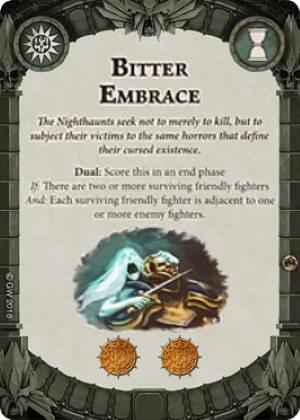 BITTER
EMBRACE
The Nighthaunts seek not to merely to kill, but to
subject their victims to the same horrors that define
their cursed existence.
Dual: Score this in an end phase
If: There are two or more surviving friendly fighters
And: Each surviving friendly fighter is adjacent to one
or more enemy fighters.
© GW 2018